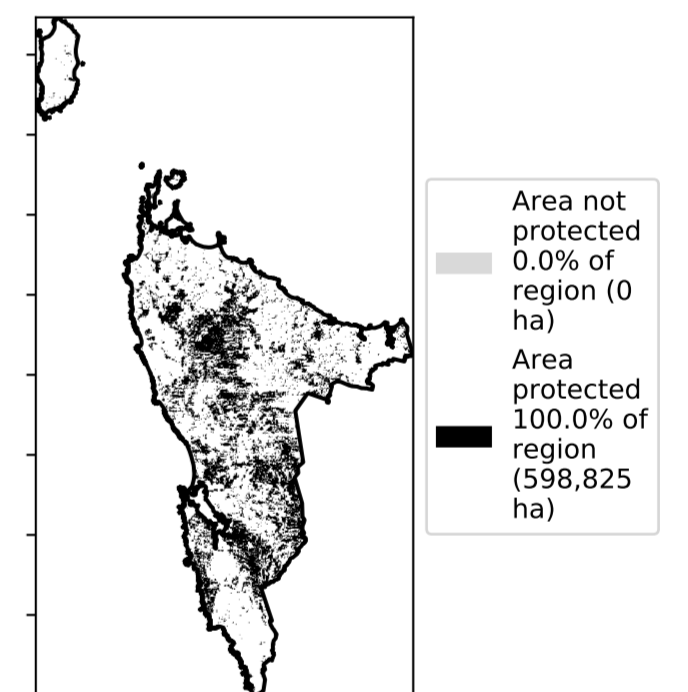 Area not
protected
0.0% of
region (0
ha)
Area
protected
100.0% of
region
(598,825
ha)